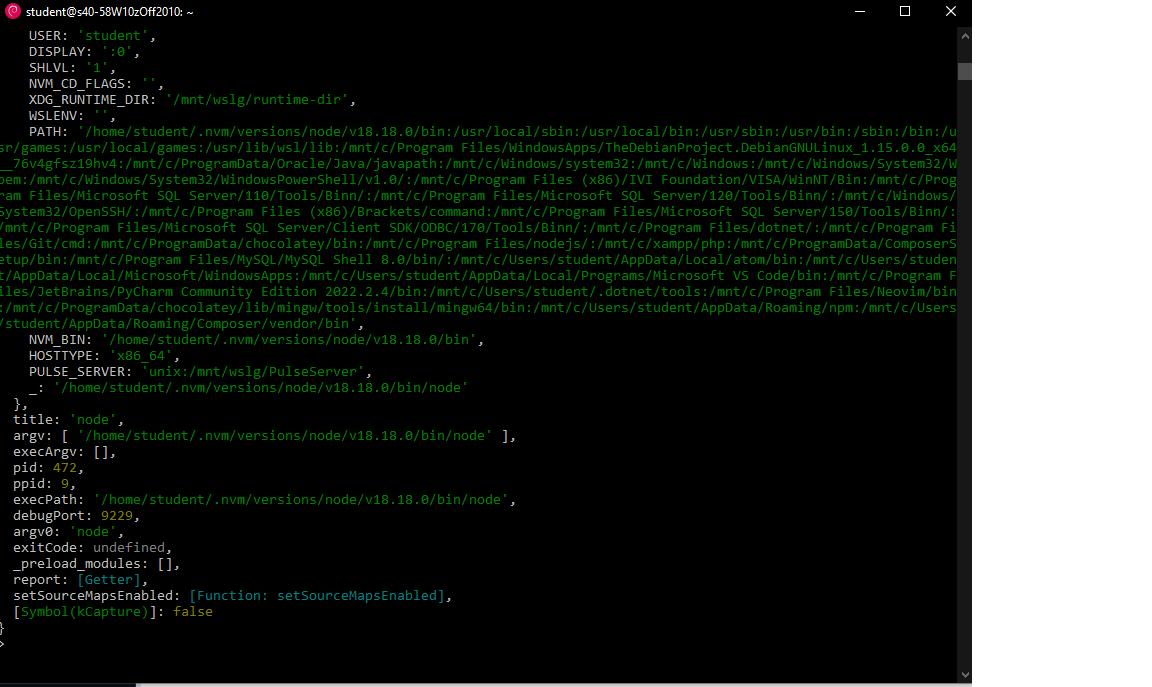 student@s40-58W10zOff2010: ~
USER: 'student',
DISPLAY: ':0',
SHLVL: '1',
NVM_CD_FLAGS: '',
XDG_RUNTIME_DIR: '/mnt/wslg/runtime-dir',
WSLENV: '',
PATH: '/home/student/.nvm/versions/node/v18.18.0/bin:/usr/local/sbin:/usr/local/bin:/usr/sbin:/usr/bin:/sbin:/bin:/u
sr/games:/usr/local/games:/usr/lib/wsl/lib:/mnt/c/Program Files/WindowsApps/TheDebianProject.DebianGNULinux_1.15.0.0_x64
__76v4gfsz19hv4:/mnt/c/ProgramData/Oracle/Java/javapath:/mnt/c/Windows/system32:/mnt/c/Windows:/mnt/c/Windows/System32/W
bem:/mnt/c/Windows/System32/WindowsPowerShell/v1.0/:/mnt/c/Program Files (x86)/IVI Foundation/VISA/WinNT/Bin:/mnt/c/Prog
ram Files/Microsoft SQL Server/110/Tools/Binn/:/mnt/c/Program Files/Microsoft SQL Server/120/Tools/Binn/:/mnt/c/Windows/
System32/OpenSSH/:/mnt/c/Program Files (x86)/Brackets/command:/mnt/c/Program Files/Microsoft SQL Server/150/Tools/Binn/:
/mnt/c/Program Files/Microsoft SQL Server/Client SDK/ODBC/170/Tools/Binn/:/mnt/c/Program Files/dotnet/:/mnt/c/Program Fi
les/Git/cmd:/mnt/c/ProgramData/chocolatey/bin:/mnt/c/Program Files/nodejs/:/mnt/c/xampp/php:/mnt/c/ProgramData/ComposerS
etup/bin:/mnt/c/Program Files/MySQL/MySQL Shell 8.0/bin/:/mnt/c/Users/student/AppData/Local/atom/bin:/mnt/c/Users/studen
t/AppData/Local/Microsoft/WindowsApps:/mnt/c/Users/student/AppData/Local/Programs/Microsoft VS Code/bin:/mnt/c/Program F
iles/JetBrains/PyCharm Community Edition 2022.2.4/bin:/mnt/c/Users/student/.dotnet/tools:/mnt/c/Program Files/Neovim/bin
:/mnt/c/ProgramData/chocolatey/lib/mingw/tools/install/mingw64/bin:/mnt/c/Users/student/AppData/Roaming/npm:/mnt/c/Users
/student/AppData/Roaming/Composer/vendor/bin',
NVM_BIN: '/home/student/.nvm/versions/node/v18.18.0/bin',
HOSTTYPE: 'x86_64',
PULSE_SERVER: 'unix:/mnt/wslg/PulseServer',
_: '/home/student/.nvm/versions/node/v18.18.0/bin/node'
},
title: 'node',
argv: [ '/home/student/.nvm/versions/node/v18.18.0/bin/node' ],
execArgv: [],
pid: 472,
ppid: 9,
execPath: '/home/student/.nvm/versions/node/v18.18.0/bin/node',
debugPort: 9229,
argv0: 'node',
exitCode: undefined,
_preload_modules: [],
report: [Getter],
setSourceMapsEnabled: [Function: setSourceMapsEnabled],
[Symbol(kCapture)]: false
}
>